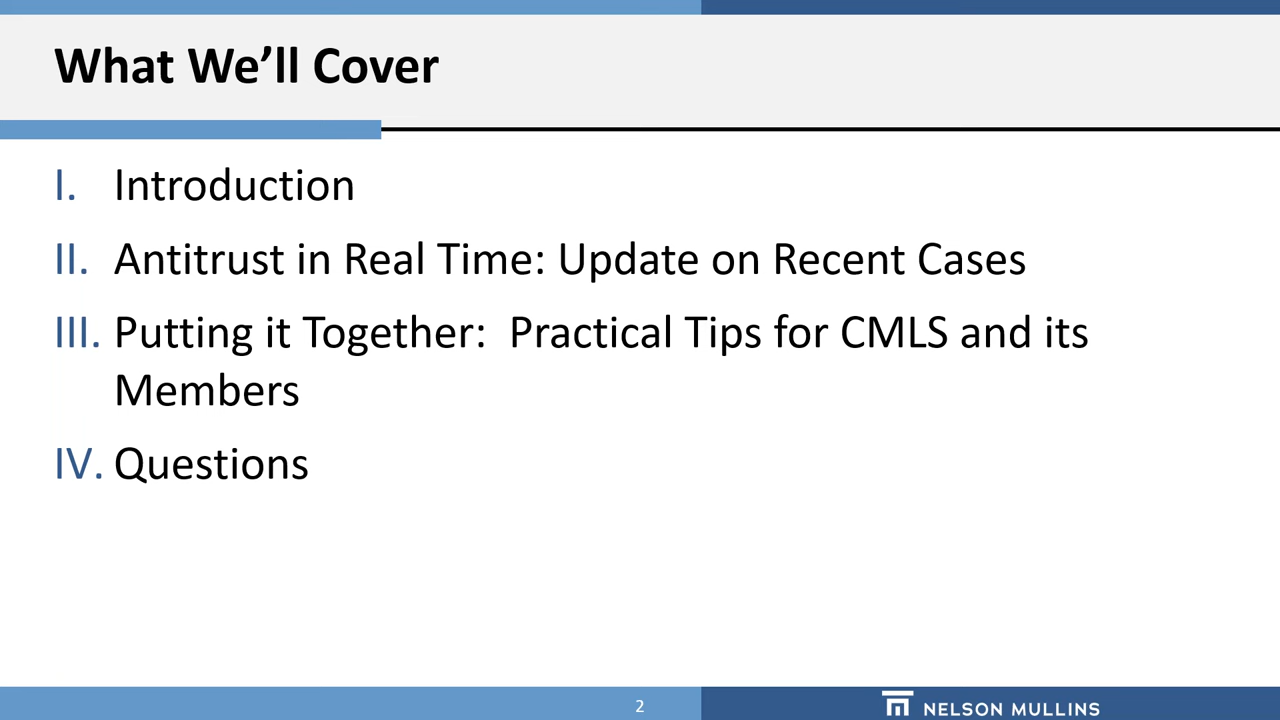 What We’ll Cover
I. Introduction
II. Antitrust in Real Time: Update on Recent Cases
III. Putting it Together:  Practical Tips for CMLS and its
Members
IV. Questions
2
NELSON MULLINS